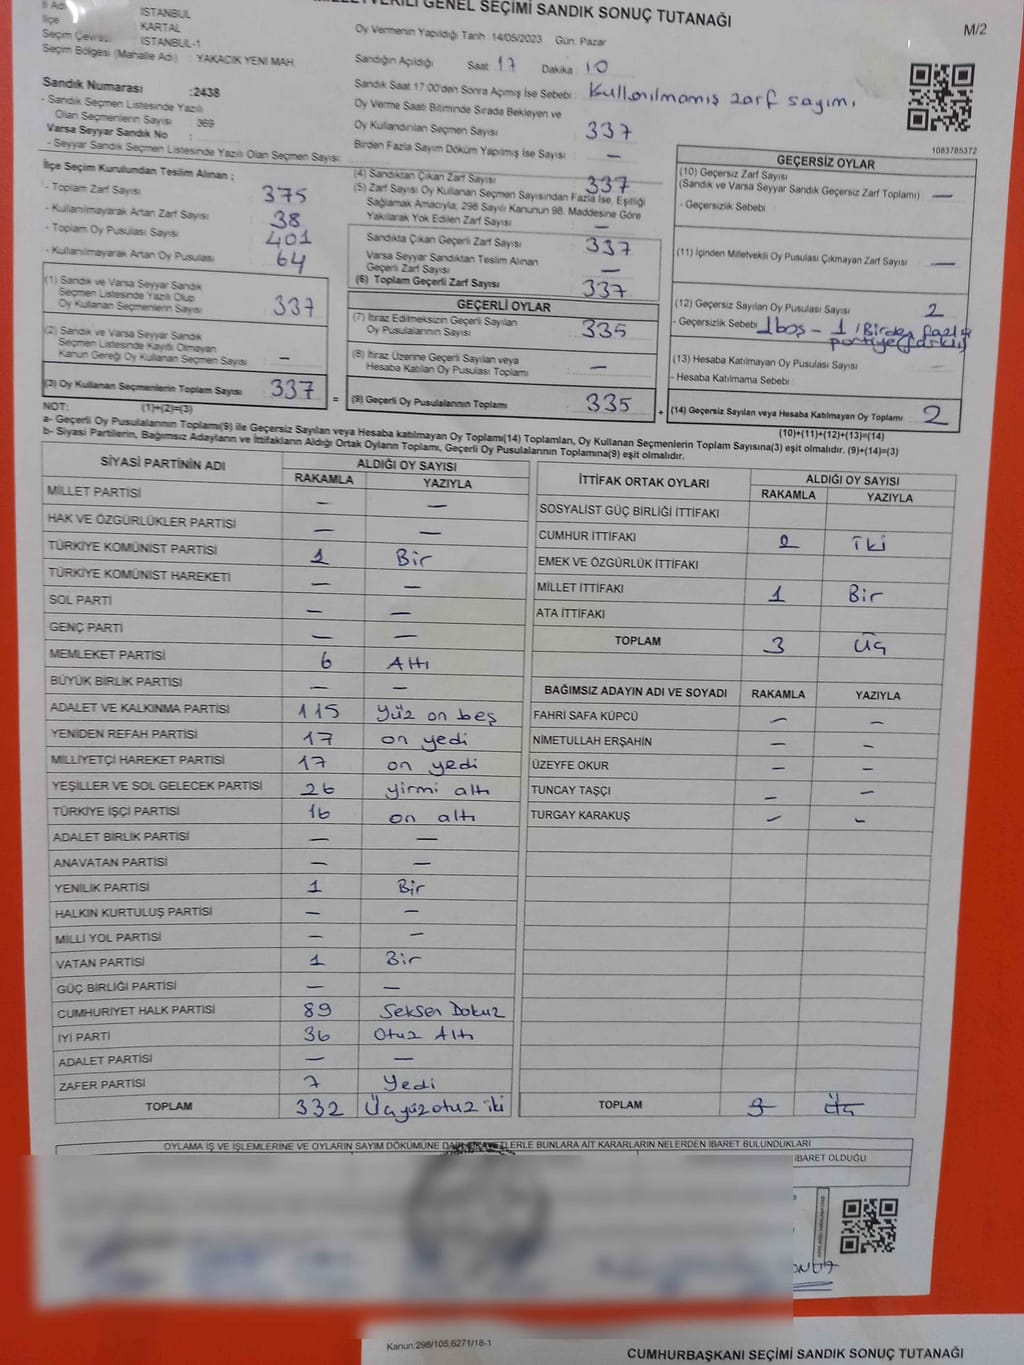 GENEL SEÇİMİ SANDIK SONUÇ TUTANAĞI
M/2
İlçe
Seçim Çevresi
Seçim Bölgesi (Mahalle Adı) :
İSTANBUL
KARTAL
İSTANBUL-1
YAKACIK YENİ MAH.
Sandık Numarası :2438
- Sandık Seçmen Listesinde Yazılı
Olan Seçmenlerin Sayısı : 369
Varsa Seyyar Sandık No :
- Seyyar Sandık Seçmen Listesinde Yazılı Olan Seçmen Sayısı:
Oy Vermenin Yapıldığı Tarih :14/05/2023 Gün: Pazar
Sandığın Açıldığı Saat : 17 Dakika : 10
Sandık Saat 17:00'den Sonra Açılmış İse Sebebi : Kullanılmamış zarf sayımı
Oy Verme Saati Bitiminde Sırada Bekleyen ve
Oy Kullandırılan Seçmen Sayısı : 337
Birden Fazla Sayım Döküm Yapılmış İse Sayısı : —
1083785372
İlçe Seçim Kurulundan Teslim Alınan ;
- Toplam Zarf Sayısı : 375
- Kullanılmayarak Artan Zarf Sayısı : 38
- Toplam Oy Pusulası Sayısı : 401
- Kullanılmayarak Artan Oy Pusulası : 64
(1) Sandık ve Varsa Seyyar Sandık
Seçmen Listesinde Yazılı Olup
Oy Kullanan Seçmenlerin Sayısı : 337
(2) Sandık ve Varsa Seyyar Sandık
Seçmen Listesinde Kayıtlı Olmayan
Kanun Gereği Oy Kullanan Seçmen Sayısı : —
(3) Oy Kullanan Seçmenlerin Toplam Sayısı : 337
(4) Sandıktan Çıkan Zarf Sayısı : 337
(5) Zarf Sayısı Oy Kullanan Seçmen Sayısından Fazla İse, Eşitliği
Sağlamak Amacıyla, 298 Sayılı Kanunun 98. Maddesine Göre
Yakılarak Yok Edilen Zarf Sayısı : —
Sandıkta Çıkan Geçerli Zarf Sayısı : 337
Varsa Seyyar Sandıktan Teslim Alınan
Geçerli Zarf Sayısı : —
(6) Toplam Geçerli Zarf Sayısı : 337
GEÇERLİ OYLAR
(7) İtiraz Edilmeksizin Geçerli Sayılan
Oy Pusulalarının Sayısı : 335
(8) İtiraz Üzerine Geçerli Sayılan veya
Hesaba Katılan Oy Pusulaları Toplamı : —
= (9) Geçerli Oy Pusulalarının Toplamı : 335
GEÇERSİZ OYLAR
(10) Geçersiz Zarf Sayısı
(Sandık ve Varsa Seyyar Sandık Geçersiz Zarf Toplamı) : —
- Geçersizlik Sebebi :
(11) İçinden Milletvekili Oy Pusulası Çıkmayan Zarf Sayısı : —
(12) Geçersiz Sayılan Oy Pusulası Sayısı : 2
- Geçersizlik Sebebi : 1 boş - 1 (Birden fazla
partiye (farklı)
(13) Hesaba Katılmayan Oy Pusulası Sayısı : —
- Hesaba Katılmama Sebebi :
+ (14) Geçersiz Sayılan veya Hesaba Katılmayan Oy Toplamı : 2
NOT: (1)+(2)=(3)
(10)+(11)+(12)+(13)=(14)
a- Geçerli Oy Pusulalarının Toplamı(9) ile Geçersiz Sayılan veya Hesaba katılmayan Oy Toplamı(14) Toplamları, Oy Kullanan Seçmenlerin Toplam Sayısına(3) eşit olmalıdır. (9)+(14)=(3)
b- Siyasi Partilerin, Bağımsız Adayların ve İttifakların Aldığı Ortak Oyların Toplamı, Geçerli Oy Pusulalarının Toplamına(9) eşit olmalıdır.
SİYASİ PARTİNİN ADI ALDIĞI OY SAYISI
RAKAMLA YAZIYLA
MİLLET PARTİSİ — —
HAK VE ÖZGÜRLÜKLER PARTİSİ — —
TÜRKİYE KOMÜNİST PARTİSİ 1 Bir
TÜRKİYE KOMÜNİST HAREKETİ — —
SOL PARTİ — —
GENÇ PARTİ — —
MEMLEKET PARTİSİ 6 Altı
BÜYÜK BİRLİK PARTİSİ — —
ADALET VE KALKINMA PARTİSİ 115 yüz on beş
YENİDEN REFAH PARTİSİ 17 on yedi
MİLLİYETÇİ HAREKET PARTİSİ 17 on yedi
YEŞİLLER VE SOL GELECEK PARTİSİ 26 yirmi altı
TÜRKİYE İŞÇİ PARTİSİ 16 on altı
ADALET BİRLİK PARTİSİ — —
ANAVATAN PARTİSİ — —
YENİLİK PARTİSİ 1 Bir
HALKIN KURTULUŞ PARTİSİ — —
MİLLİ YOL PARTİSİ — —
VATAN PARTİSİ 1 Bir
GÜÇ BİRLİĞİ PARTİSİ — —
CUMHURİYET HALK PARTİSİ 89 Seksen Dokuz
İYİ PARTİ 36 Otuz Altı
ADALET PARTİSİ — —
ZAFER PARTİSİ 7 Yedi
TOPLAM 332 Üçyüzotuz iki
İTTİFAK ORTAK OYLARI ALDIĞI OY SAYISI
RAKAMLA YAZIYLA
SOSYALİST GÜÇ BİRLİĞİ İTTİFAKI
CUMHUR İTTİFAKI 2 iki
EMEK VE ÖZGÜRLÜK İTTİFAKI
MİLLET İTTİFAKI 1 Bir
ATA İTTİFAKI
TOPLAM 3 Üç
BAĞIMSIZ ADAYIN ADI VE SOYADI RAKAMLA YAZIYLA
FAHRİ SAFA KÜPCÜ — —
NİMETULLAH ERŞAHİN — —
ÜZEYFE OKUR — —
TUNCAY TAŞÇI — —
TURGAY KARAKUŞ — —
TOPLAM 3 Üç
OYLAMA İŞ VE İŞLEMLERİNE VE OYLARIN SAYIM DÖKÜMÜNE BUNLARA AİT KARARLARIN NELERDEN İBARET BULUNDUKLARI
İBARET OLDUĞU
Kanun.298/105,6271/18-1
CUMHURBAŞKANI SEÇİMİ SANDIK SONUÇ TUTANAĞI